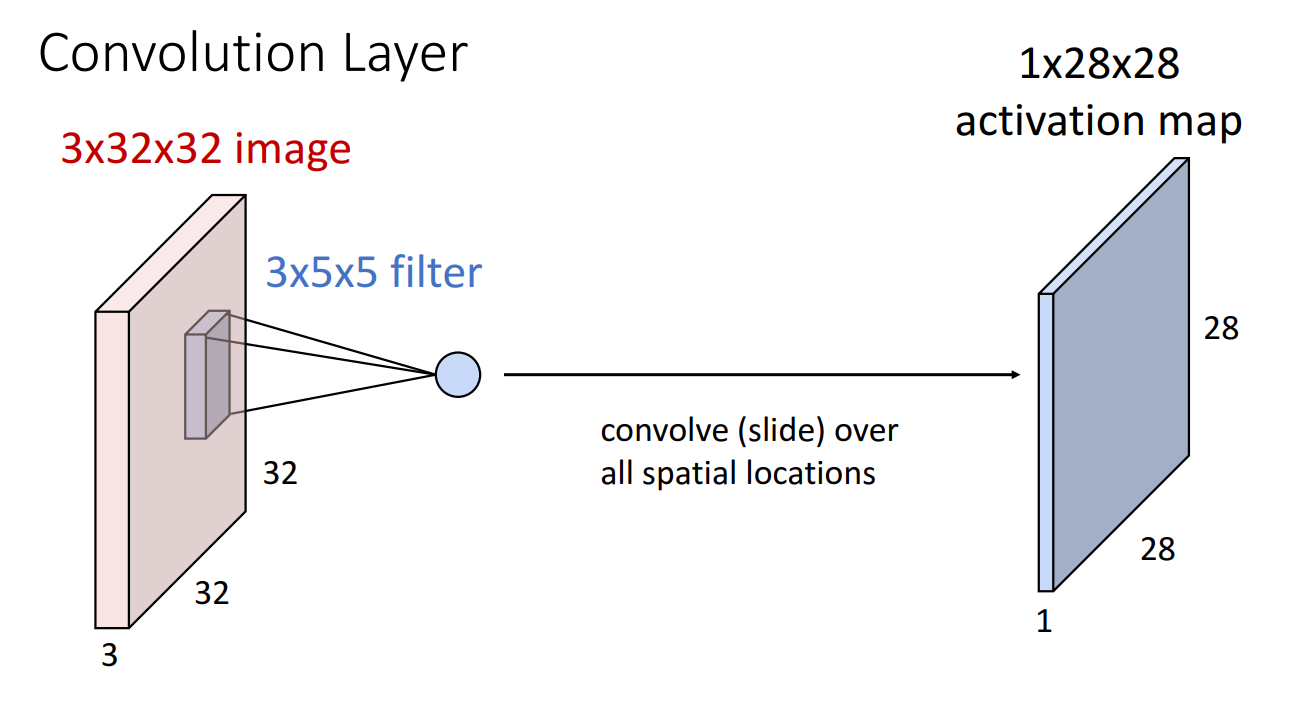 Convolution Layer
1x28x28
activation map
3x32x32 image
3x5x5 filter
28
convolve (slide) over
all spatial locations
32
28
32
1
3